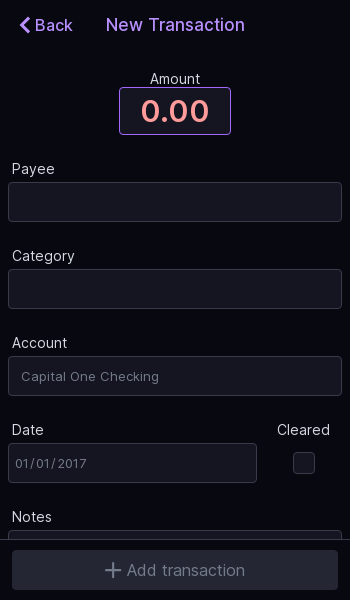 Back
New Transaction
Amount
0.00
Payee
Category
Account
Capital One Checking
Date
Cleared
01/01/2017
Notes
Add transaction